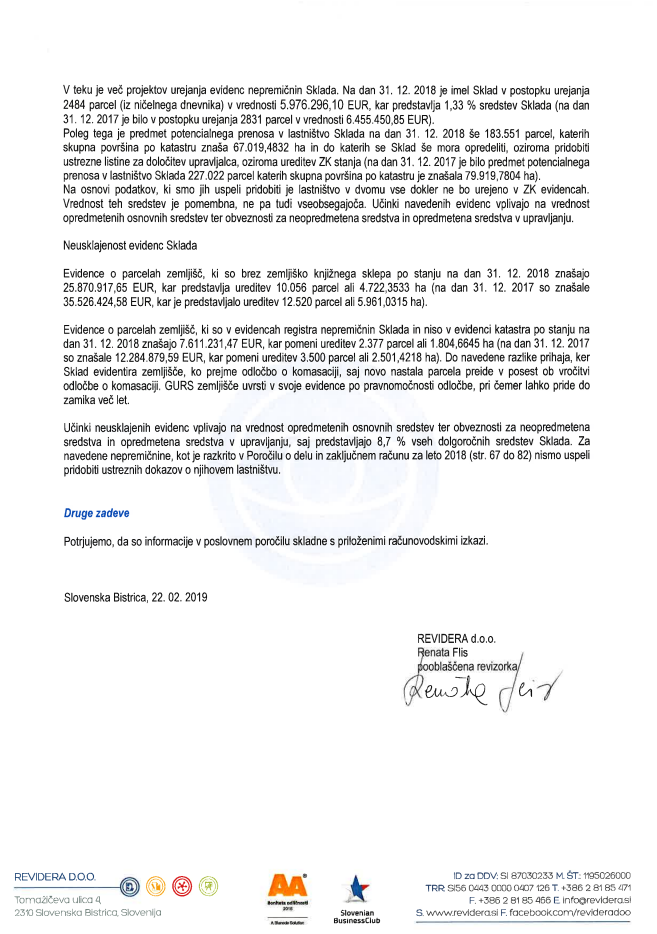 V teku je več projektov urejanja evidenc nepremičnin Sklada. Na dan 31. 12. 2018 je imel Sklad v postopku urejanja
2484 parcel (iz ničelnega dnevnika) v vrednosti 5.976.296,10 EUR, kar predstavlja 1,33 % sredstev Sklada (na dan
31. 12. 2017 je bilo v postopku urejanja 2831 parcel v vrednosti 6.455.450,85 EUR).
Poleg tega je predmet potencialnega prenosa v lastništvo Sklada na dan 31. 12. 2018 še 183.551 parcel, katerih
skupna površina po katastru znaša 67.019,4832 ha in do katerih se Sklad še mora opredeliti, oziroma pridobiti
ustrezne listine za določitev upravljalca, oziroma ureditev ZK stanja (na dan 31. 12. 2017 je bilo predmet potencialnega
prenosa v lastništvo Sklada 227.022 parcel katerih skupna površina po katastru je znašala 79.919,7804 ha).
Na osnovi podatkov, ki smo jih uspeli pridobiti je lastništvo v dvomu vse dokler ne bo urejeno v ZK evidencah.
Vrednost teh sredstev je pomembna, ne pa tudi vseobsegajoča. Učinki navedenih evidenc vplivajo na vrednost
opredmetenih osnovnih sredstev ter obveznosti za neopredmetena sredstva in opredmetena sredstva v upravljanju.
Neusklajenost evidenc Sklada
Evidence o parcelah zemljišč, ki so brez zemljiško knjižnega sklepa po stanju na dan 31. 12. 2018 znašajo
25.870.917,65 EUR, kar predstavlja ureditev 10.056 parcel ali 4.722,3533 ha (na dan 31. 12. 2017 so znašale
35.526.424,58 EUR, kar je predstavljalo ureditev 12.520 parcel ali 5.961,0315 ha).
Evidence o parcelah zemljišč, ki so v evidencah registra nepremičnin Sklada in niso v evidenci katastra po stanju na
dan 31. 12. 2018 znašajo 7.611.231,47 EUR, kar pomeni ureditev 2.377 parcel ali 1.804,6645 ha (na dan 31. 12. 2017
so znašale 12.284.879,59 EUR, kar pomeni ureditev 3.500 parcel ali 2.501,4218 ha). Do navedene razlike prihaja, ker
Sklad evidentira zemljišče, ko prejme odločbo o komasaciji, saj novo nastala parcela preide v posest ob vročitvi
odločbe o komasaciji. GURS zemljišče uvrsti v svoje evidence po pravnomočnosti odločbe, pri čemer lahko pride do
zamika več let.
Učinki neusklajenih evidenc vplivajo na vrednost opredmetenih osnovnih sredstev ter obveznosti za neopredmetena
sredstva in opredmetena sredstva v upravljanju, saj predstavljajo 8,7 % vseh dolgoročnih sredstev Sklada. Za
navedene nepremičnine, kot je razkrito v Poročilu o delu in zaključnem računu za leto 2018 (str. 67 do 82) nismo uspeli
pridobiti ustreznih dokazov o njihovem lastništvu.
Druge zadeve
Potrjujemo, da so informacije v poslovnem poročilu skladne s priloženimi računovodskimi izkazi.
Slovenska Bistrica, 22. 02. 2019
REVIDERA d.o.o.
Renata Flis
pooblaščena revizorka
REVIDERA D.O.O.
Tomažičeva ulica 4,
2310 Slovenska Bistrica, Slovenija
AA
Boniteta odličnosti
2018
A Bisnode Solution
Slovenian
BusinessClub
ID za DDV: SI 87030233 M. ŠT.: 1195026000
TRR: SI56 0443 0000 0407 126 T. +386 2 81 85 471
F. +386 2 81 85 466 E. info@revidera.si
S. www.revidera.si F. facebook.com/revideradoo